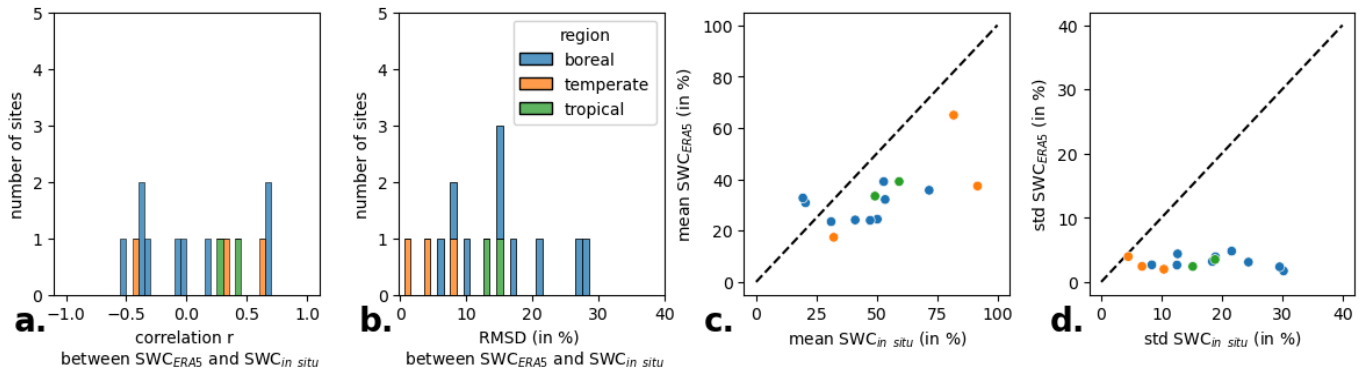 5
4
3
2
1
0
number of sites
-1.0
-0.5
0.0
0.5
1.0
correlation r
between SWC_ERA5 and SWC_in situ
a.
5
4
3
2
1
0
number of sites
region
boreal
temperate
tropical
0
10
20
30
40
RMSD (in %)
between SWC_ERA5 and SWC_in situ
b.
100
80
60
40
20
0
mean SWC_ERA5 (in %)
0
25
50
75
100
mean SWC_in situ (in %)
c.
40
30
20
10
0
std SWC_ERA5 (in %)
0
10
20
30
40
std SWC_in situ (in %)
d.